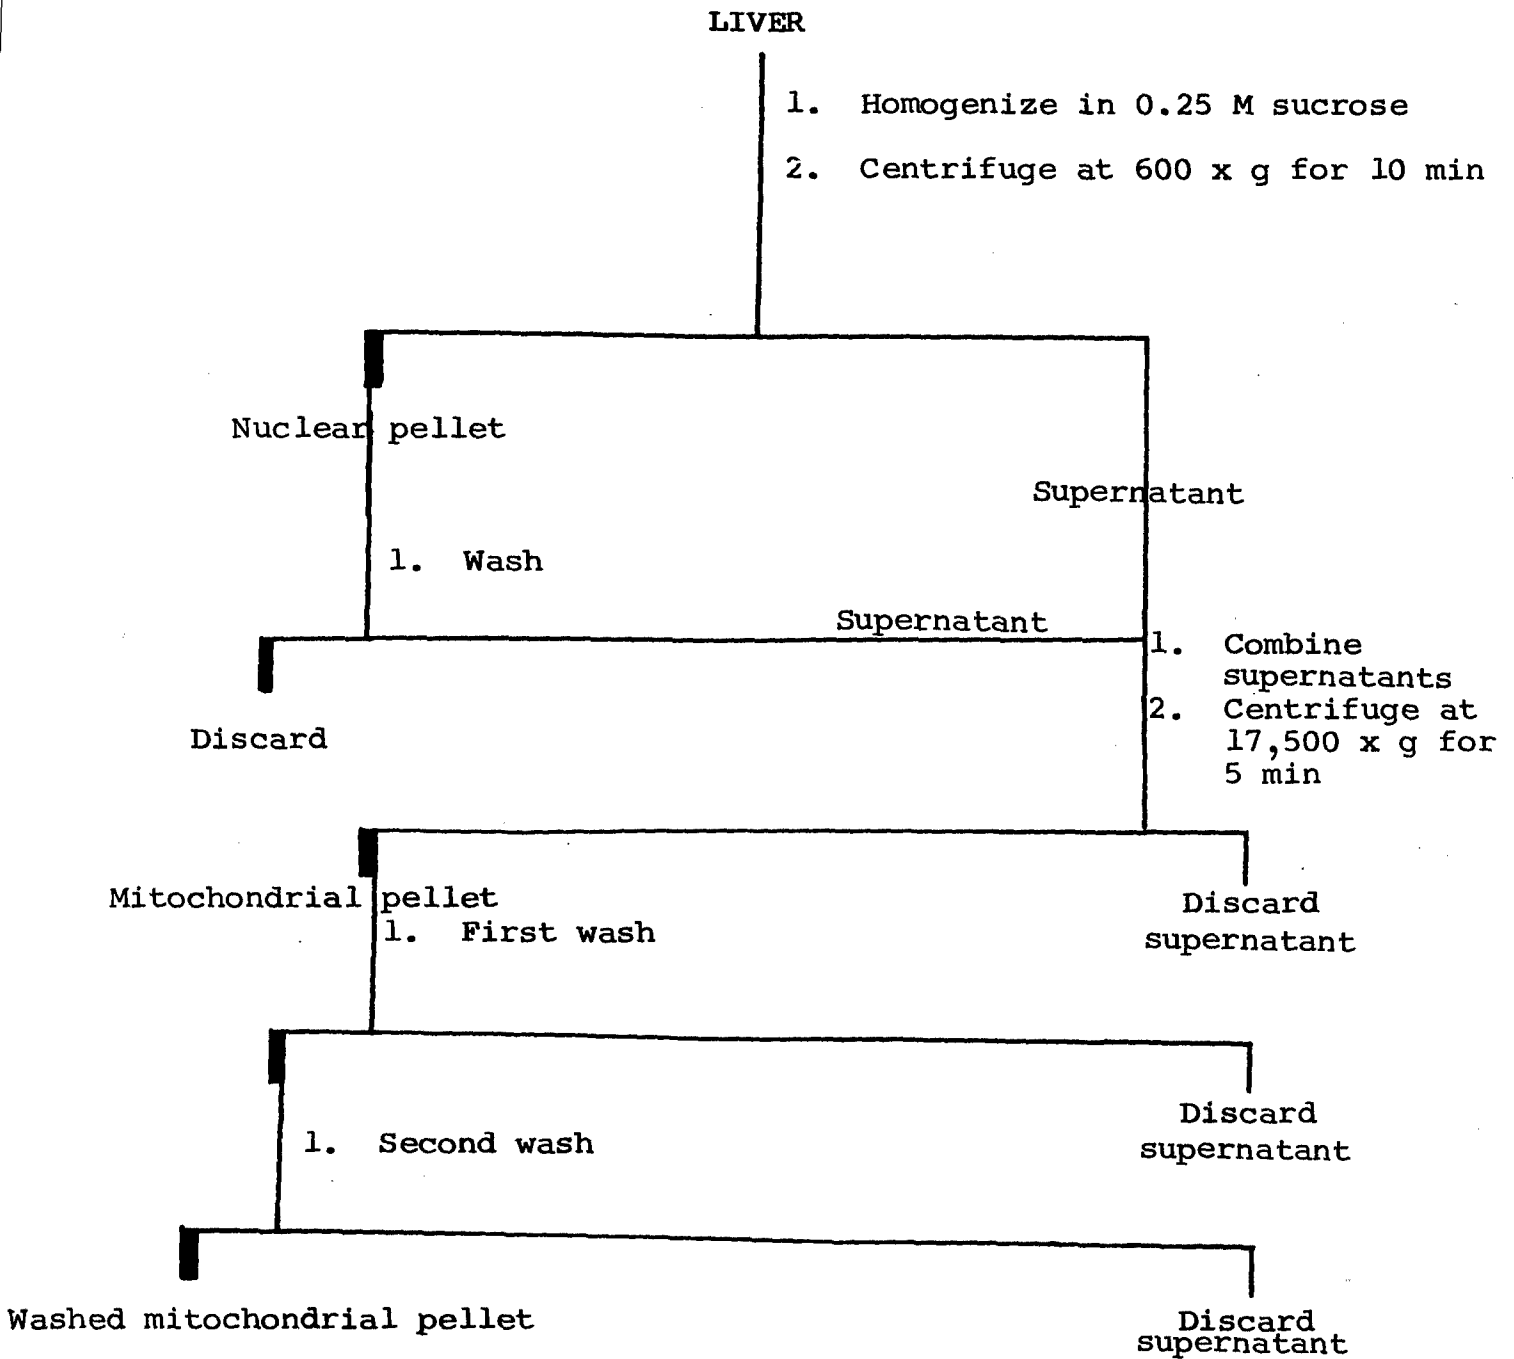 LIVER
1. Homogenize in 0.25 M sucrose
2. Centrifuge at 600 x g for 10 min
Nuclear pellet
Supernatant
1. Wash
Supernatant
1. Combine
supernatants
2. Centrifuge at
17,500 x g for
5 min
Discard
Mitochondrial pellet
1. First wash
Discard
supernatant
1. Second wash
Discard
supernatant
Washed mitochondrial pellet
Discard
supernatant